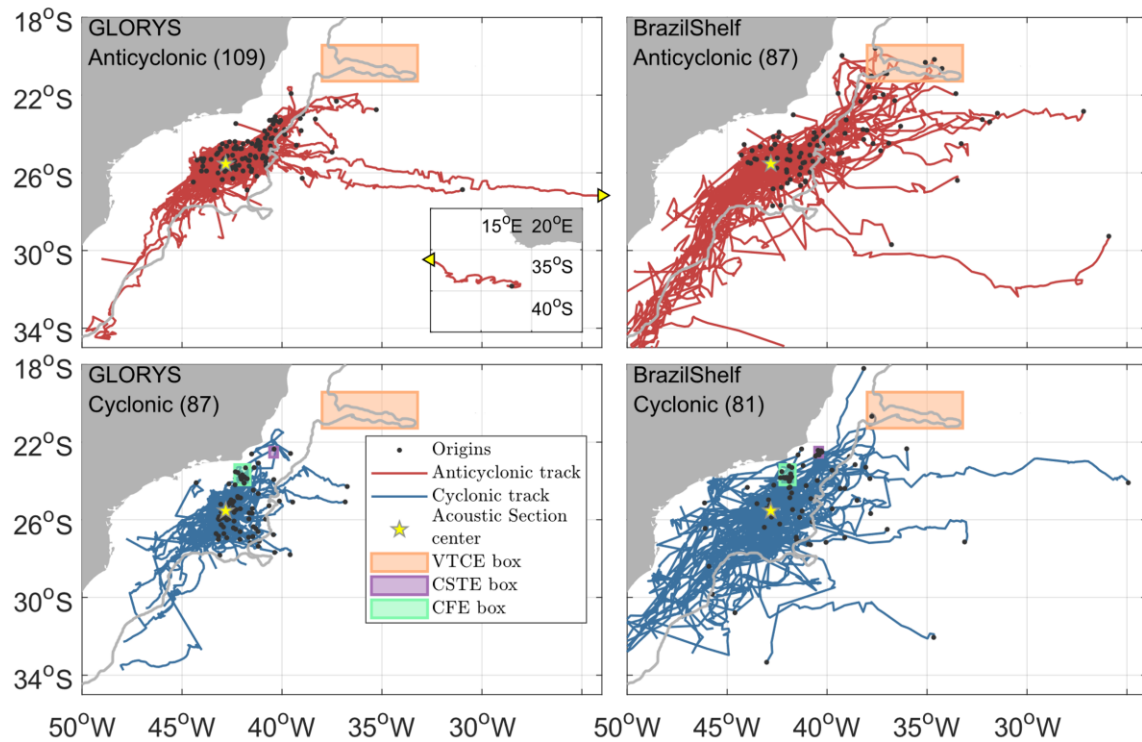 18°S
22°S
26°S
30°S
34°S
GLORYS
Anticyclonic (109)
15°E 20°E
35°S
40°S
BrazilShelf
Anticyclonic (87)
18°S
22°S
26°S
30°S
34°S
GLORYS
Cyclonic (87)
Origins
Anticyclonic track
Cyclonic track
Acoustic Section
center
VTCE box
CSTE box
CFE box
BrazilShelf
Cyclonic (81)
50°W 45°W 40°W 35°W 30°W
50°W 45°W 40°W 35°W 30°W